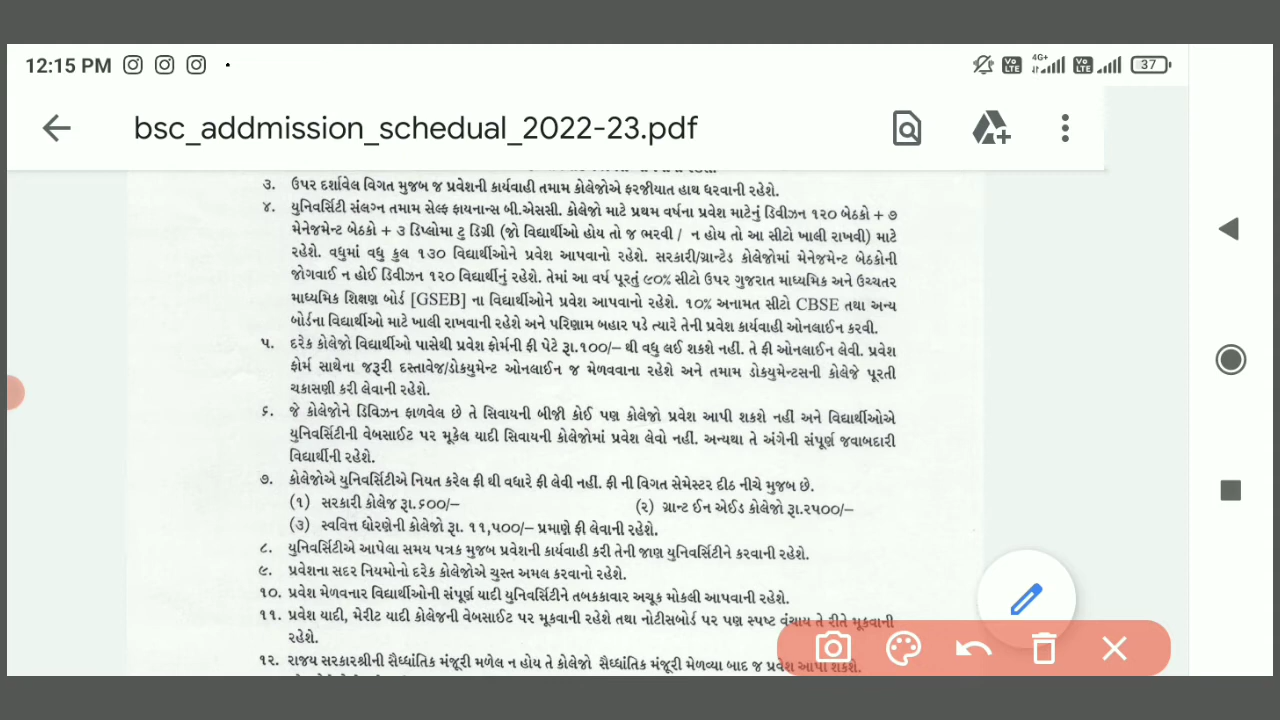 12:15 PM
4G+ VO LTE VO LTE 37
bsc_addmission_schedual_2022-23.pdf
૩. ઉપર દર્શાવેલ વિગત મુજબ જ પ્રવેશની કાર્યવાહી તમામ કોલેજોએ ફરજીયાત હાથ ધરવાની રહેશે.
૪. યુનિવર્સિટી સંલગ્ન તમામ સેલ્ફ ફાયનાન્સ બી.એસસી. કોલેજો માટે પ્રથમ વર્ષના પ્રવેશ માટેનું ડિવીઝન ૧૨૦ બેઠકો + ૭
મેનેજમેન્ટ બેઠકો + ૩ ડિપ્લોમા ટુ ડિગ્રી (જો વિદ્યાર્થીઓ હોય તો જ ભરવી / ન હોય તો આ સીટો ખાલી રાખવી) માટે
રહેશે. વધુમાં વધુ કુલ ૧૩૦ વિદ્યાર્થીઓને પ્રવેશ આપવાનો રહેશે. સરકારી/ગ્રાન્ટેડ કોલેજોમાં મેનેજમેન્ટ બેઠકોની
જોગવાઈ ન હોઈ ડિવીઝન ૧૨૦ વિદ્યાર્થીનું રહેશે. તેમાં આ વર્ષ પૂરતું ૯૦% સીટો ઉપર ગુજરાત માધ્યમિક અને ઉચ્ચતર
માધ્યમિક શિક્ષણ બોર્ડ [GSEB] ના વિદ્યાર્થીઓને પ્રવેશ આપવાનો રહેશે. ૧૦% અનામત સીટો CBSE તથા અન્ય
બોર્ડના વિદ્યાર્થીઓ માટે ખાલી રાખવાની રહેશે અને પરિણામ બહાર પડે ત્યારે તેની પ્રવેશ કાર્યવાહી ઓનલાઈન કરવી.
૫. દરેક કોલેજો વિદ્યાર્થીઓ પાસેથી પ્રવેશ ફોર્મની ફી પેટે રૂા.૧૦૦/– થી વધુ લઈ શકશે નહીં. તે ફી ઓનલાઈન લેવી. પ્રવેશ
ફોર્મ સાથેના જરૂરી દસ્તાવેજ/ડોકયુમેન્ટ ઓનલાઈન જ મેળવવાના રહેશે અને તમામ ડોકયુમેન્ટસની કોલેજે પૂરતી
ચકાસણી કરી લેવાની રહેશે.
૬. જે કોલેજોને ડિવિઝન ફાળવેલ છે તે સિવાયની બીજી કોઈ પણ કોલેજો પ્રવેશ આપી શકશે નહીં અને વિદ્યાર્થીઓએ
યુનિવર્સિટીની વેબસાઈટ પર મૂકેલ યાદી સિવાયની કોલેજોમાં પ્રવેશ લેવો નહીં. અન્યથા તે અંગેની સંપૂર્ણ જવાબદારી
વિદ્યાર્થીની રહેશે.
૭. કોલેજોએ યુનિવર્સિટીએ નિયત કરેલ ફી થી વધારે ફી લેવી નહીં. ફી ની વિગત સેમેસ્ટર દીઠ નીચે મુજબ છે.
(૧) સરકારી કોલેજ રૂા.૬૦૦/– (૨) ગ્રાન્ટ ઈન એઈડ કોલેજો રૂા.૨૫૦૦/–
(૩) સ્વવિત્ત ધોરણેની કોલેજો રૂા. ૧૧,૫૦૦/– પ્રમાણે ફી લેવાની રહેશે.
૮. યુનિવર્સિટીએ આપેલા સમય પત્રક મુજબ પ્રવેશની કાર્યવાહી કરી તેની જાણ યુનિવર્સિટીને કરવાની રહેશે.
૯. પ્રવેશના સદર નિયમોનો દરેક કોલેજોએ ચુસ્ત અમલ કરવાનો રહેશે.
૧૦. પ્રવેશ મેળવનાર વિદ્યાર્થીઓની સંપૂર્ણ યાદી યુનિવર્સિટીને તબકકાવાર અચૂક મોકલી આપવાની રહેશે.
૧૧. પ્રવેશ યાદી, મેરીટ યાદી કોલેજની વેબસાઈટ પર મૂકવાની રહેશે તથા નોટીસબોર્ડ પર પણ સ્પષ્ટ વંચાય તે રીતે મૂકવાની
રહેશે.
૧૨. રાજય સરકારશ્રીની સૈધ્ધાંતિક મંજૂરી મળેલ ન હોય તે કોલેજો સૈધ્ધાંતિક મંજૂરી મેળવ્યા બાદ જ પ્રવેશ આપી શકશે.